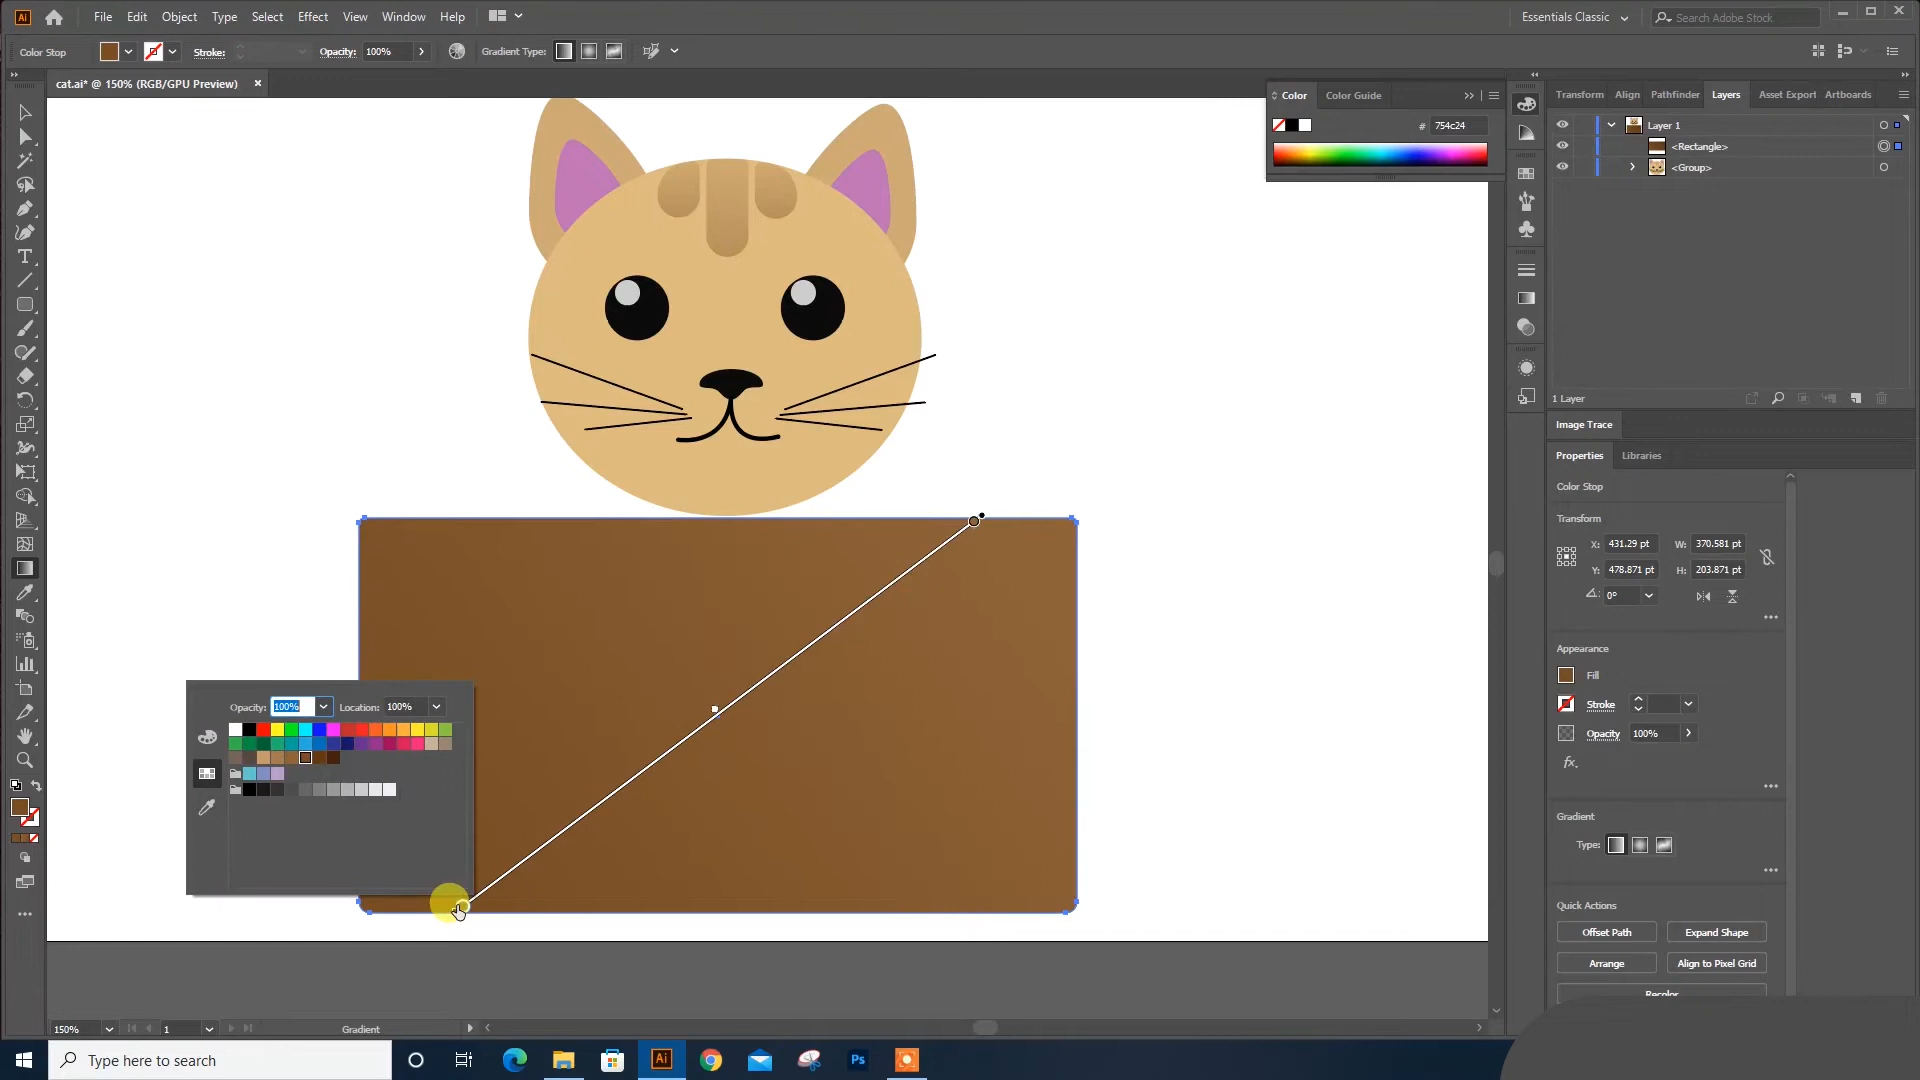 Ai File Edit Object Type Select Effect View Window Help Essentials Classic Search Adobe Stock
Color Stop Stroke: Opacity: 100% Gradient Type:
cat.ai* @ 150% (RGB/GPU Preview)
Color Color Guide
# 754c24
Transform Align Pathfinder Layers Asset Export Artboards
Layer 1
<Rectangle>
<Group>
1 Layer
Image Trace
Properties Libraries
Color Stop
Transform
X: 431.29 pt W: 370.581 pt
Y: 478.871 pt H: 203.871 pt
0°
Appearance
Fill
Stroke
Opacity 100%
fx.
Gradient
Type:
Quick Actions
Offset Path Expand Shape
Arrange Align to Pixel Grid
Recolor
Opacity: 100% Location: 100%
150% 1 Gradient
Type here to search
Ai Ps